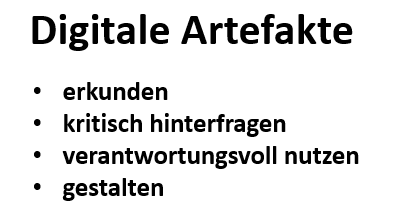 Digitale Artefakte
• erkunden
• kritisch hinterfragen
• verantwortungsvoll nutzen
• gestalten